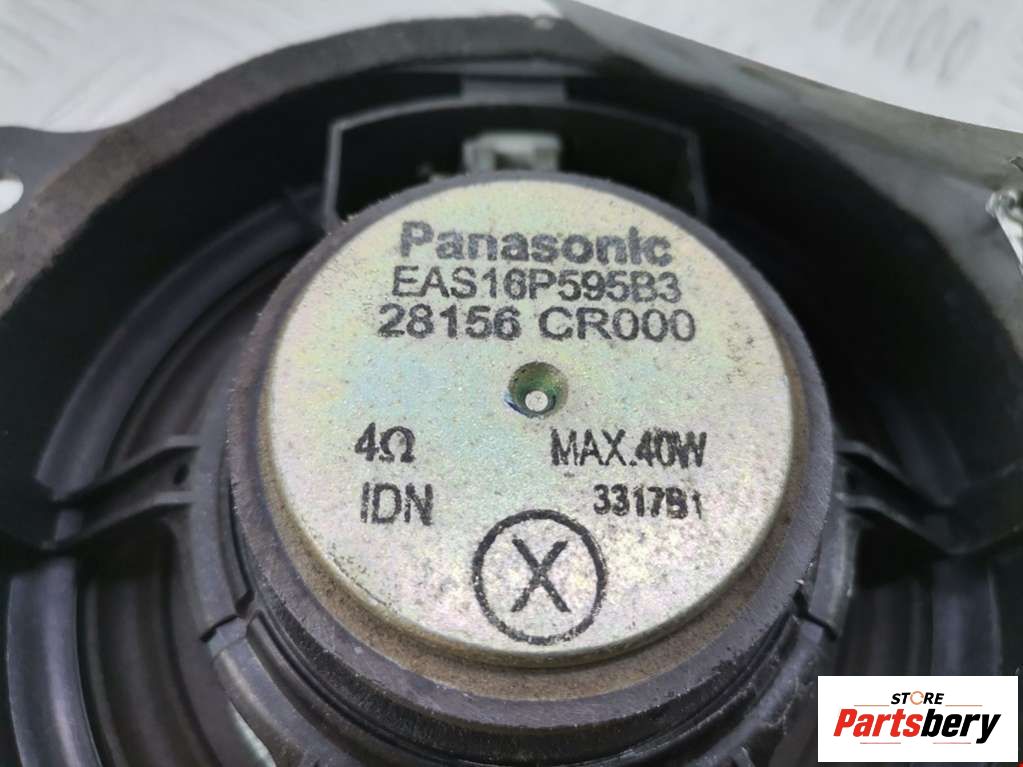 Panasonic
EAS16P595B3
28156 CR000
4Ω MAX.40W
IDN 3317B1
X
STORE
Partsbery